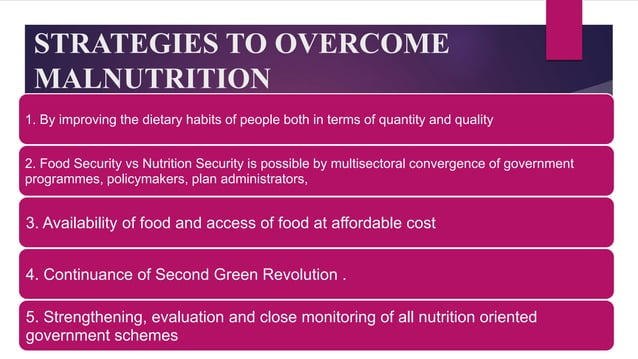 STRATEGIES TO OVERCOME
MALNUTRITION
1. By improving the dietary habits of people both in terms of quantity and quality
2. Food Security vs Nutrition Security is possible by multisectoral convergence of government
programmes, policymakers, plan administrators,
3. Availability of food and access of food at affordable cost
4. Continuance of Second Green Revolution .
5. Strengthening, evaluation and close monitoring of all nutrition oriented
government schemes